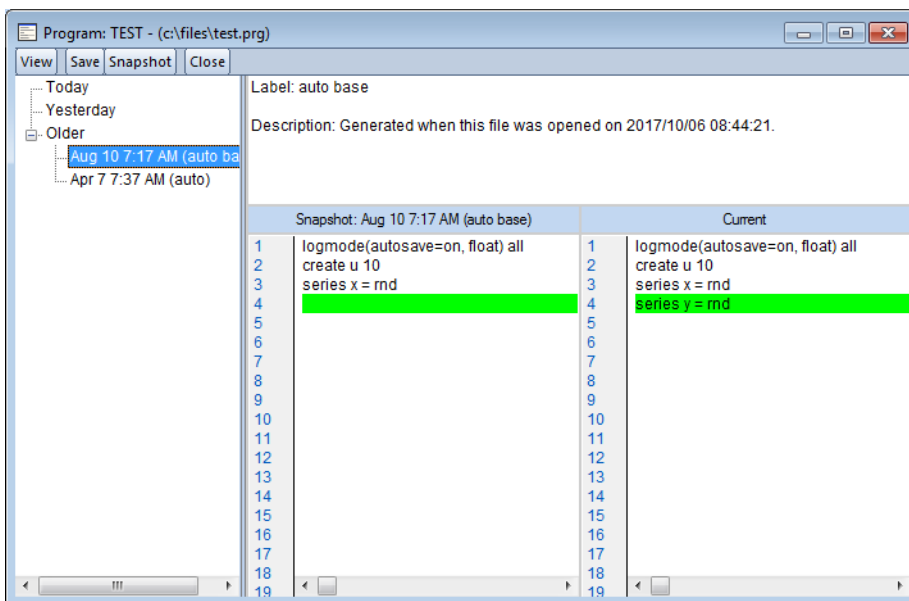 Program: TEST - (c:\files\test.prg)
View Save Snapshot Close
Today
Yesterday
Older
Aug 10 7:17 AM (auto ba
Apr 7 7:37 AM (auto)
Label: auto base
Description: Generated when this file was opened on 2017/10/06 08:44:21.
Snapshot: Aug 10 7:17 AM (auto base)
1 logmode(autosave=on, float) all
2 create u 10
3 series x = rnd
4
5
6
7
8
9
10
11
12
13
14
15
16
17
18
19
Current
1 logmode(autosave=on, float) all
2 create u 10
3 series x = rnd
4 series y = rnd
5
6
7
8
9
10
11
12
13
14
15
16
17
18
19